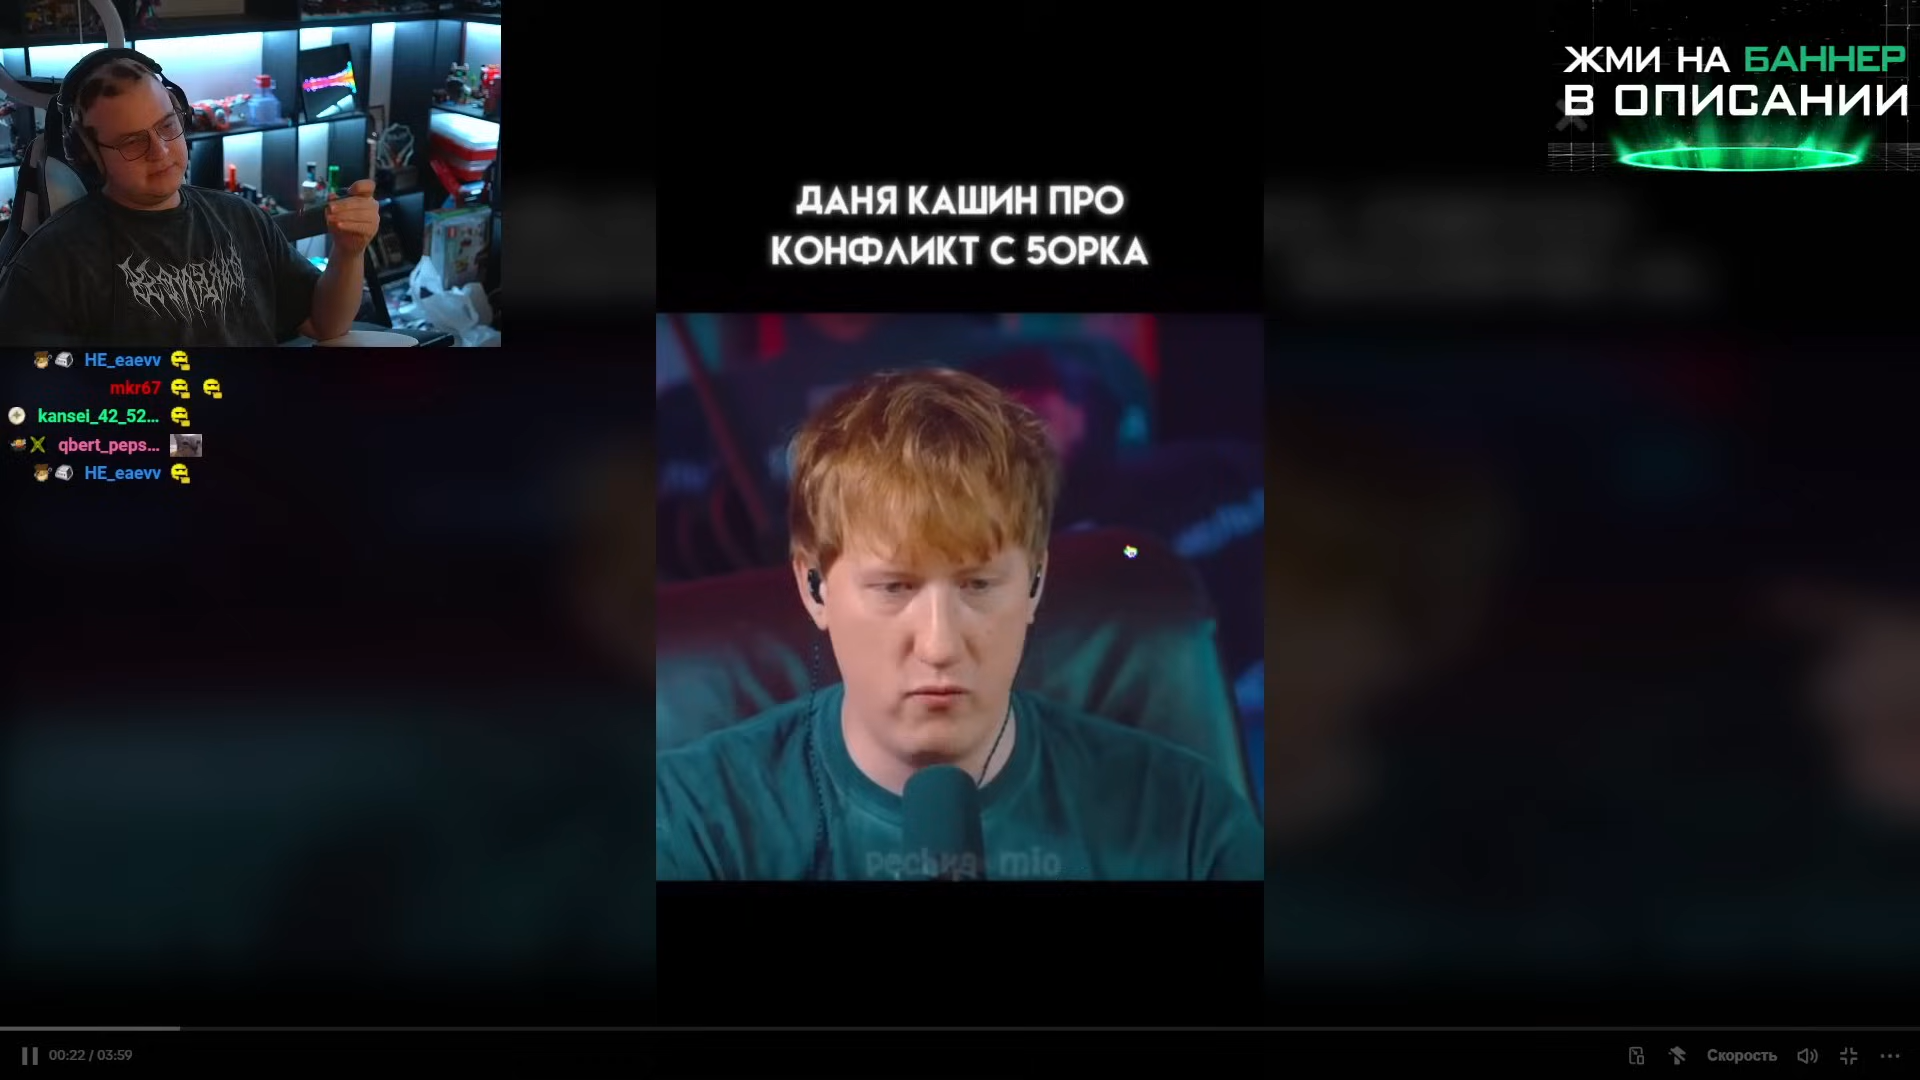 ЖМИ НА БАННЕР
В ОПИСАНИИ
ДАНЯ КАШИН ПРО
КОНФЛИКТ С 5ОРКА
HE_eaevv
mkr67
kansei_42_52...
qbert_peps...
HE_eaevv
mio
00:22 / 03:59
Скорость